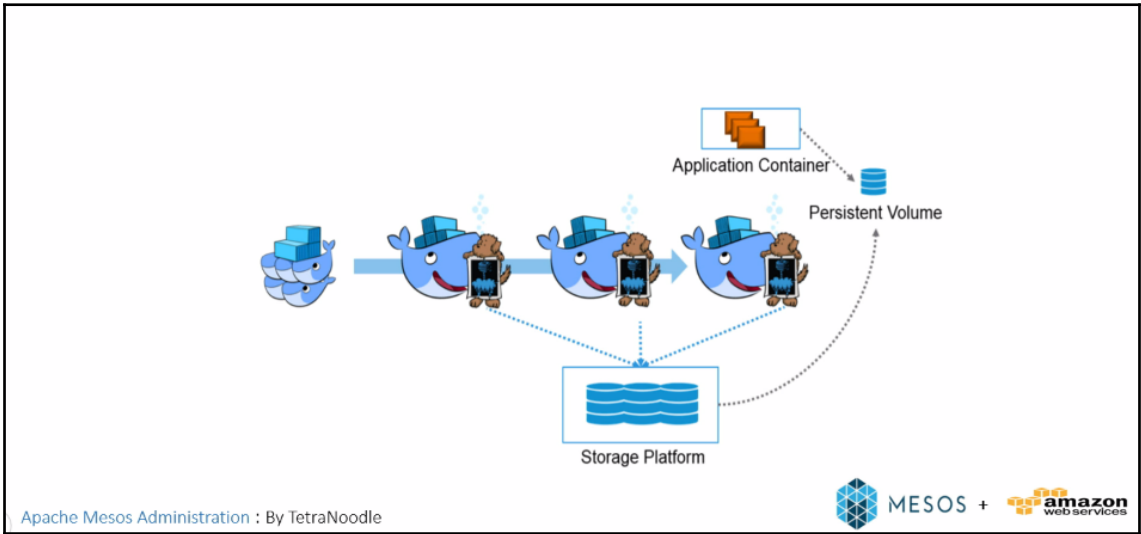 Application Container
Persistent Volume
Storage Platform
Apache Mesos Administration : By TetraNoodle
MESOS +
amazon
web services